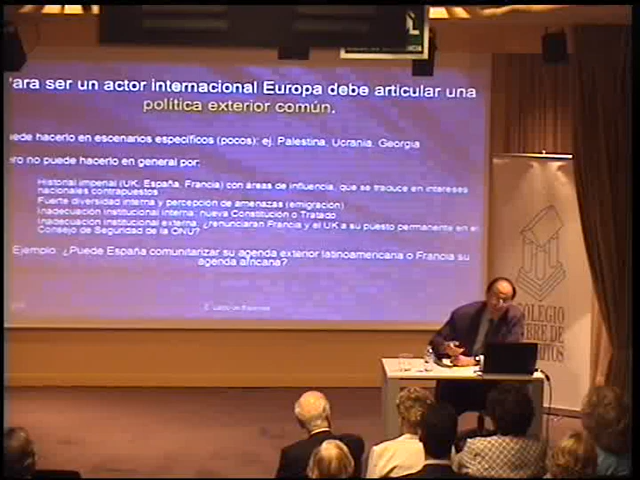 ara ser un actor internacional Europa debe articular una
política exterior común.
ede hacerlo en escenarios específicos (pocos): ej. Palestina, Ucrania, Georgia
ero no puede hacerlo en general por:
Historial imperial (UK, España, Francia) con áreas de influencia, que se traduce en intereses
nacionales contrapuestos
Fuerte diversidad interna y percepción de amenazas (emigración)
Inadecuación institucional interna: nueva Constitución o Tratado
Inadecuación institucional externa: ¿renunciaran Francia y el UK a su puesto permanente en e
Consejo de Seguridad de la ONU?
Ejemplo: ¿Puede España comunitarizar su agenda exterior latinoamericana o Francia su
agenda africana?
COLEGIO
BRE DE
OTOS